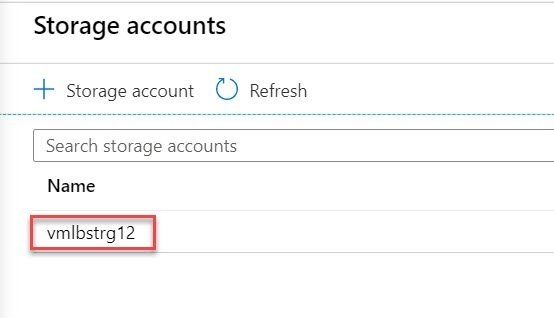 Storage accounts
+ Storage account Refresh
Search storage accounts
Name
vmlbstrg12